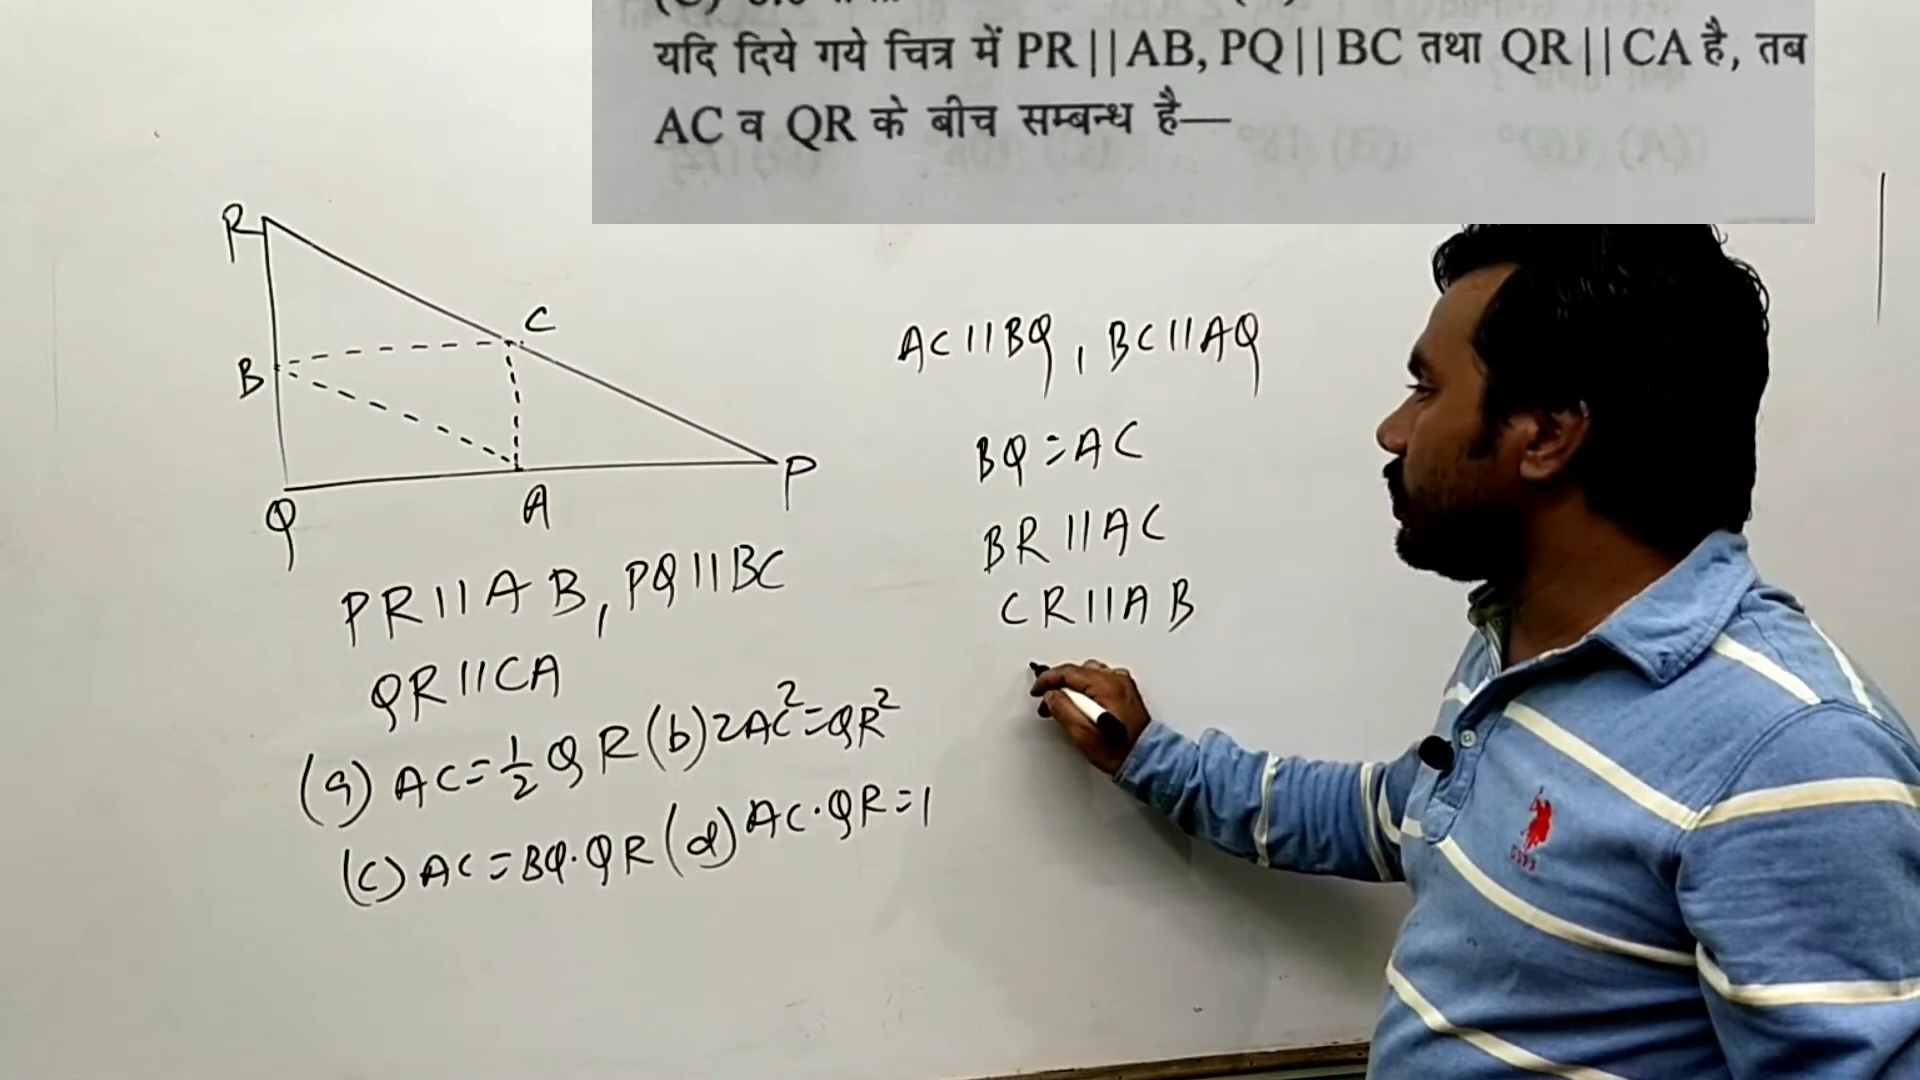 यदि दिये गये चित्र में PR||AB, PQ||BC तथा QR||CA है, तब
AC व QR के बीच सम्बन्ध है—
R
C
B
Q
A
P
PR||AB, PQ||BC
QR||CA
(a) AC=1/2 QR (b) 2AC²=QR²
(c) AC=BQ·QR (d) AC·QR=1
AC||BQ, BC||AQ
BQ=AC
BR||AC
CR||AB